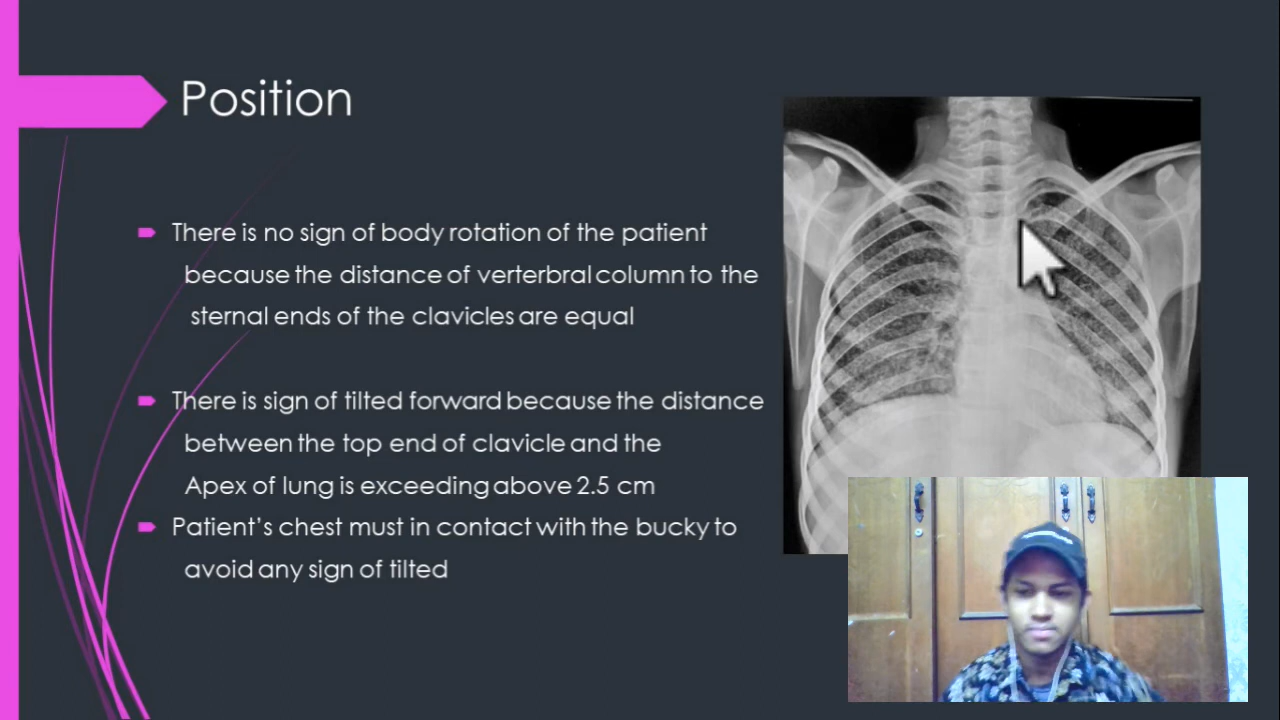 Position
There is no sign of body rotation of the patient
because the distance of verterbral column to the
sternal ends of the clavicles are equal
There is sign of tilted forward because the distance
between the top end of clavicle and the
Apex of lung is exceeding above 2.5 cm
Patient's chest must in contact with the bucky to
avoid any sign of tilted